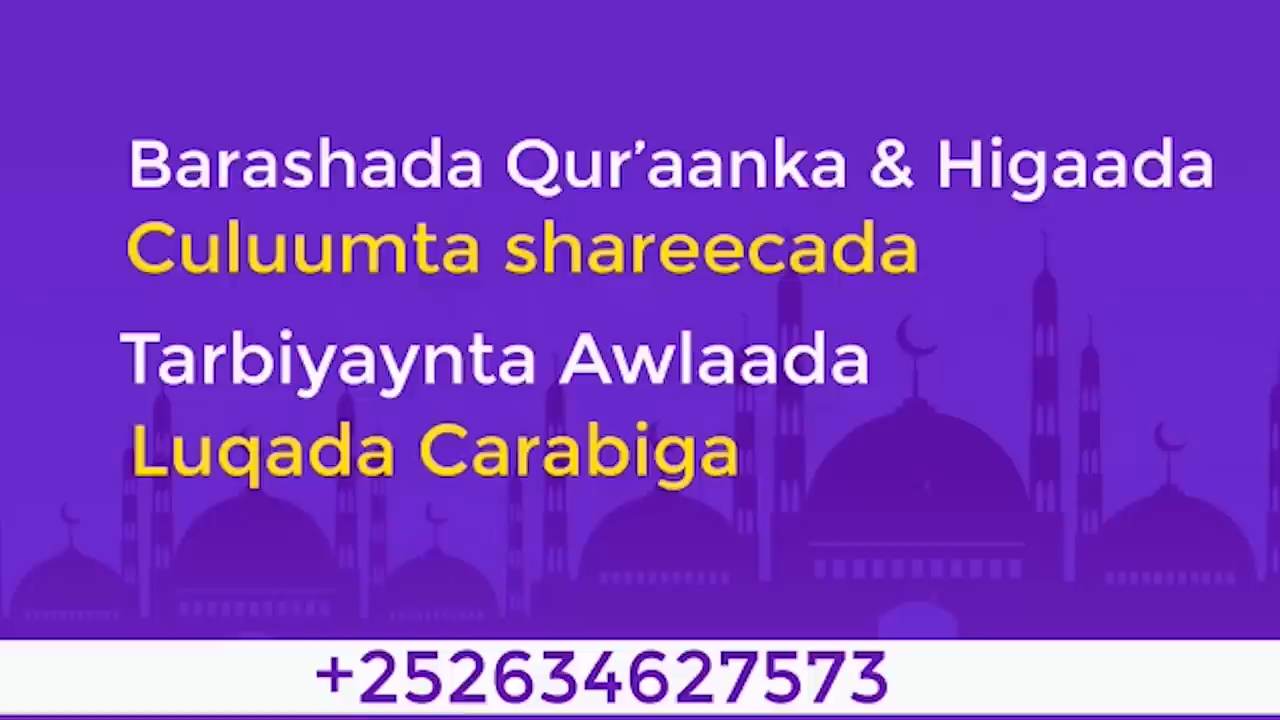 Barashada Qur’aanka & Higaada
Culuumta shareecada
Tarbiyaynta Awlaada
Luqada Carabiga
+252634627573